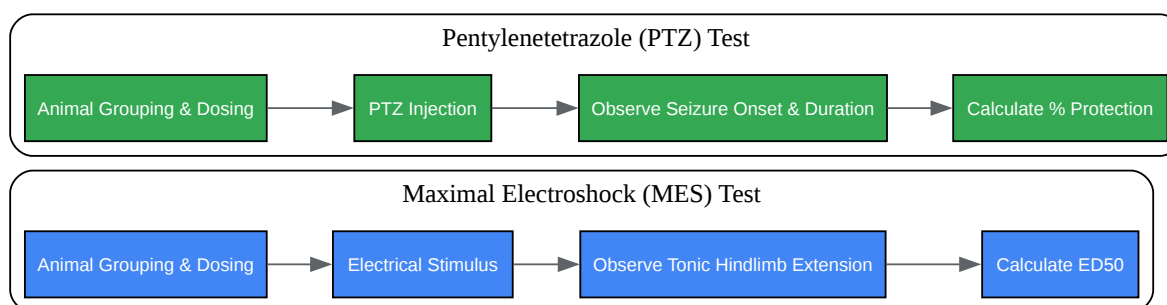 Pentylenetetrazole (PTZ) Test
Animal Grouping & Dosing
PTZ Injection
Observe Seizure Onset & Duration
Calculate % Protection
Maximal Electroshock (MES) Test
Animal Grouping & Dosing
Electrical Stimulus
Observe Tonic Hindlimb Extension
Calculate ED50